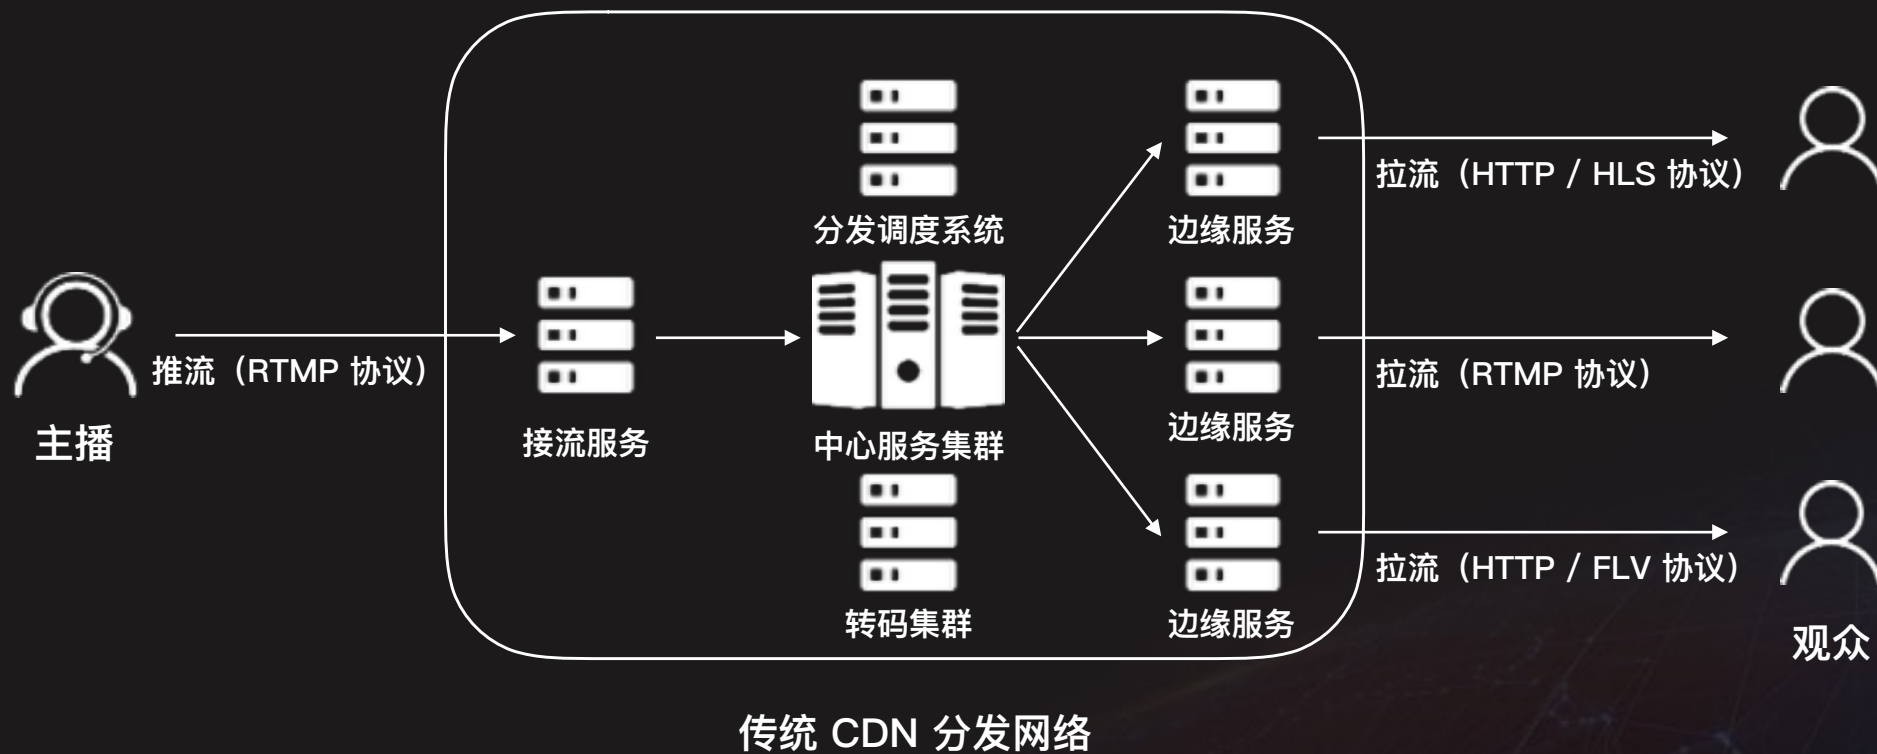 拉流（HTTP / HLS 协议）
分发调度系统
边缘服务
推流（RTMP 协议）
拉流（RTMP 协议）
主播
接流服务
中心服务集群
边缘服务
拉流（HTTP / FLV 协议）
转码集群
边缘服务
观众
传统 CDN 分发网络